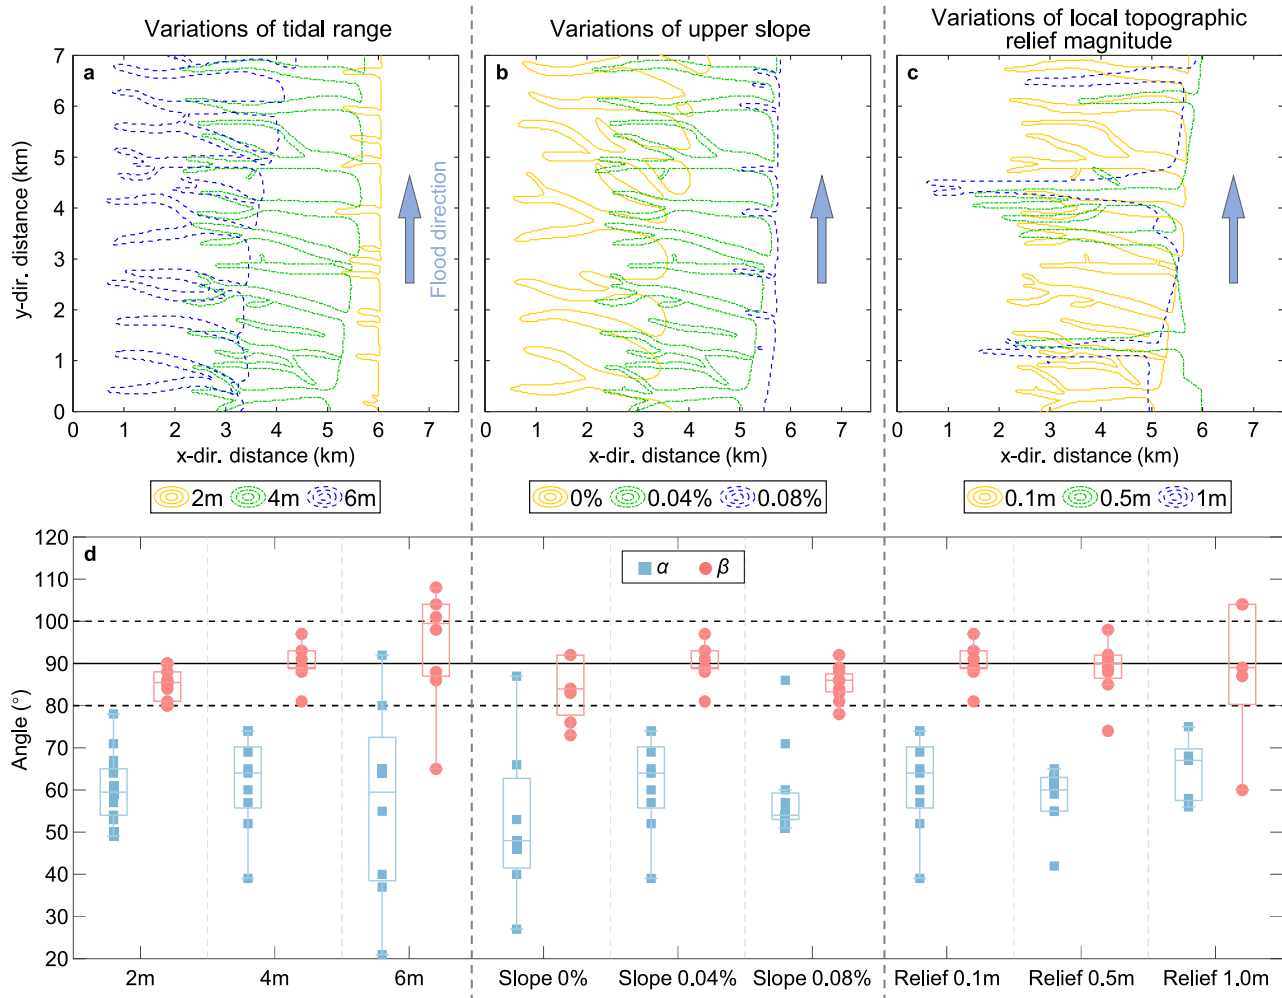 Variations of tidal range
Variations of upper slope
Variations of local topographic
relief magnitude
a
b
c
7
6
5
4
3
2
1
0
y-dir. distance (km)
Flood direction
0 1 2 3 4 5 6 7
0 1 2 3 4 5 6 7
0 1 2 3 4 5 6 7
x-dir. distance (km)
x-dir. distance (km)
x-dir. distance (km)
2m 4m 6m
0% 0.04% 0.08%
0.1m 0.5m 1m
d
α β
120
110
100
90
80
70
60
50
40
30
20
Angle (°)
2m 4m 6m Slope 0% Slope 0.04% Slope 0.08% Relief 0.1m Relief 0.5m Relief 1.0m